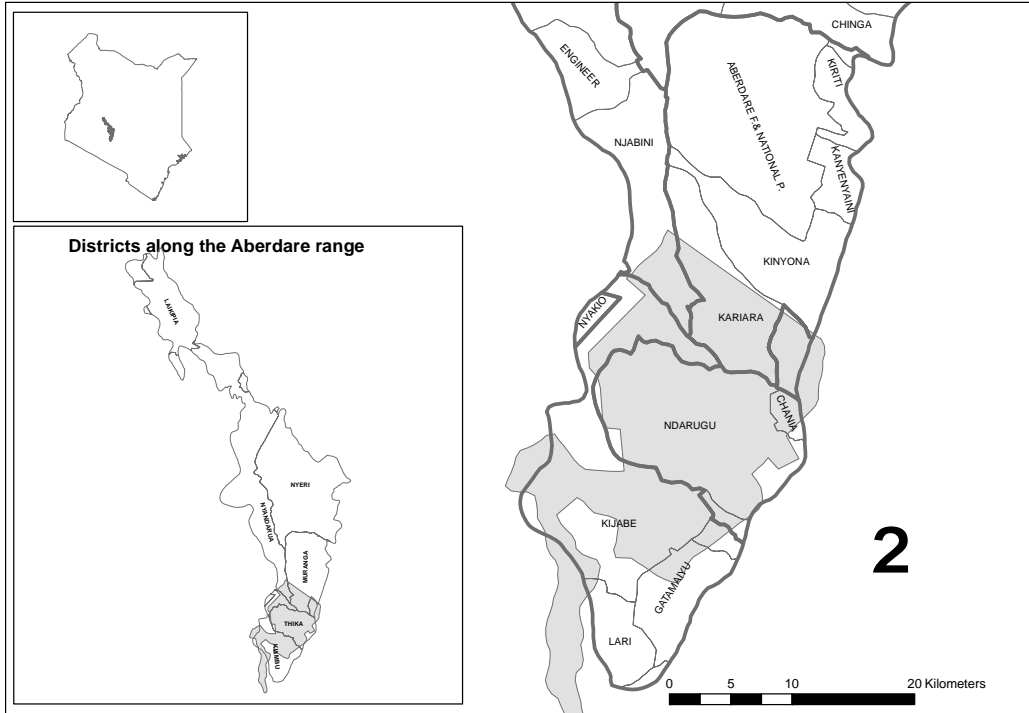 Districts along the Aberdare range
LAIKIPIA
NYERI
NYANDARUA
MURANGA
THIKA
KIAMBU
CHINGA
ENGINEER
KIRITI
ABERDARE F.& NATIONAL P.
NJABINI
KANYENYAINI
KINYONA
NYAKIO
KARIARA
CHANIA
NDARUGU
KIJABE
GATAMAIYU
LARI
2
0 5 10 20 Kilometers